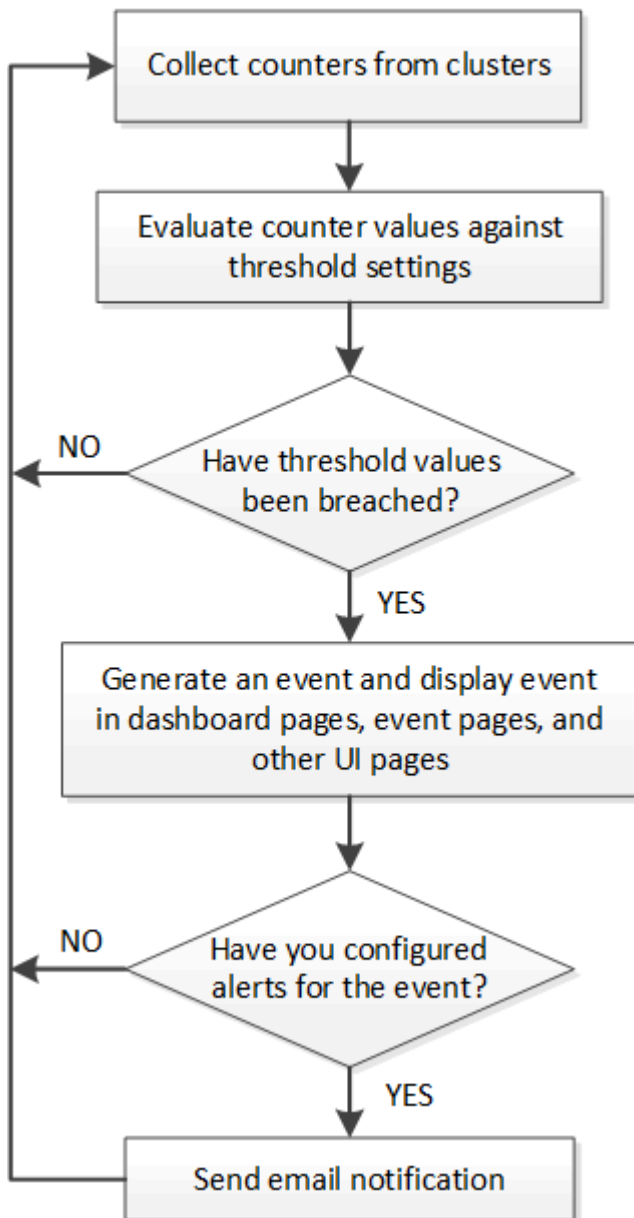 Collect counters from clusters
Evaluate counter values against
threshold settings
NO
Have threshold values
been breached?
YES
Generate an event and display event
in dashboard pages, event pages, and
other UI pages
NO
Have you configured
alerts for the event?
YES
Send email notification